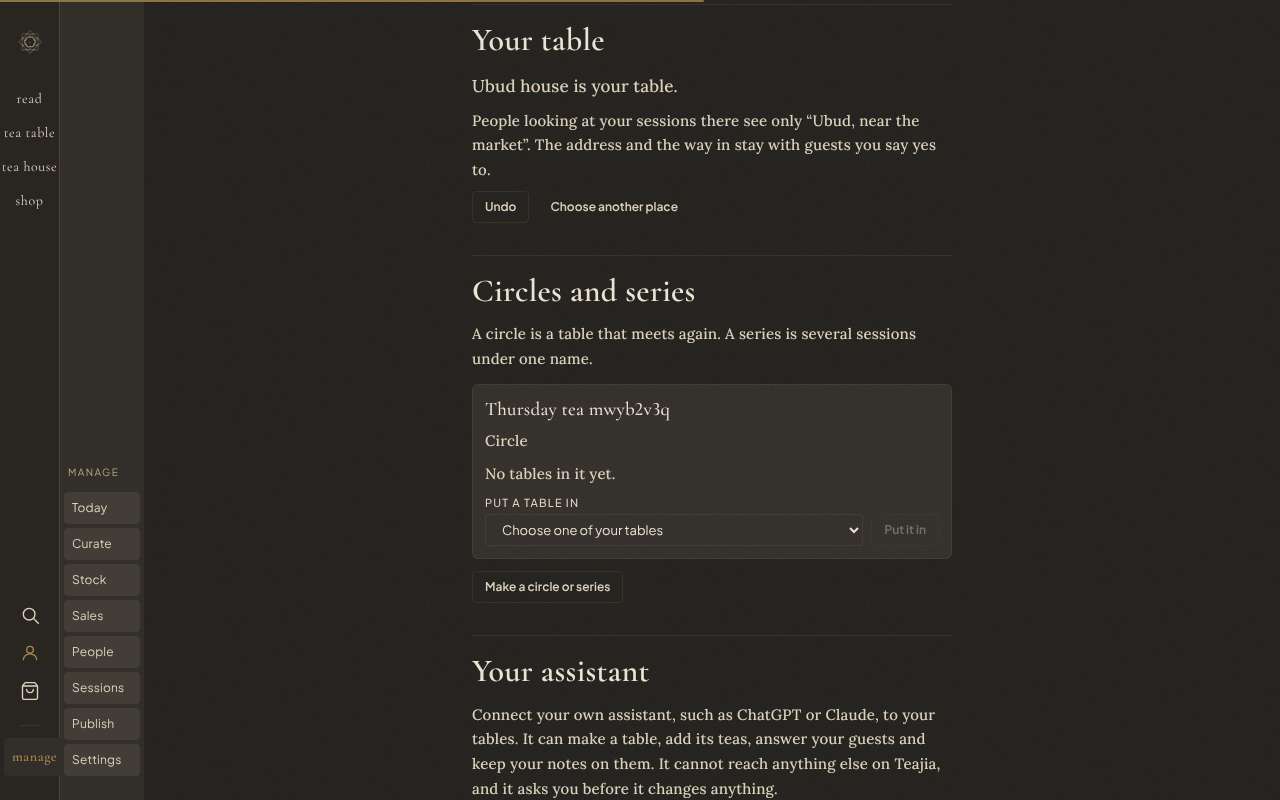 read
tea table
tea house
shop
MANAGE
Today
Curate
Stock
Sales
People
Sessions
Publish
Settings
manage
Your table
Ubud house is your table.
People looking at your sessions there see only “Ubud, near the
market”. The address and the way in stay with guests you say yes
to.
Undo
Choose another place
Circles and series
A circle is a table that meets again. A series is several sessions
under one name.
Thursday tea mwyb2v3q
Circle
No tables in it yet.
PUT A TABLE IN
Choose one of your tables
Put it in
Make a circle or series
Your assistant
Connect your own assistant, such as ChatGPT or Claude, to your
tables. It can make a table, add its teas, answer your guests and
keep your notes on them. It cannot reach anything else on Teajia,
and it asks you before it changes anything.